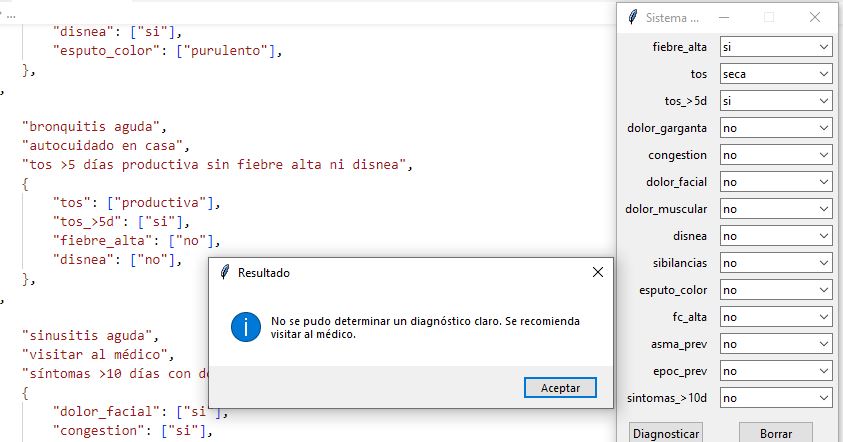 ...
"disnea": ["si"],
"esputo_color": ["purulento"],
},
,
"bronquitis aguda",
"autocuidado en casa",
"tos >5 días productiva sin fiebre alta ni disnea",
{
"tos": ["productiva"],
"tos_>5d": ["si"],
"fiebre_alta": ["no"],
"disnea": ["no"],
},
,
"sinusitis aguda",
"visitar al médico",
"síntomas >10 días con
{
"dolor_facial": ["si"],
"congestion": ["si"],
Resultado
No se pudo determinar un diagnóstico claro. Se recomienda
visitar al médico.
Aceptar
Sistema ...
fiebre_alta si
tos seca
tos_>5d si
dolor_garganta no
congestion no
dolor_facial no
dolor_muscular no
disnea no
sibilancias no
esputo_color no
fc_alta no
asma_prev no
epoc_prev no
sintomas_>10d no
Diagnosticar Borrar